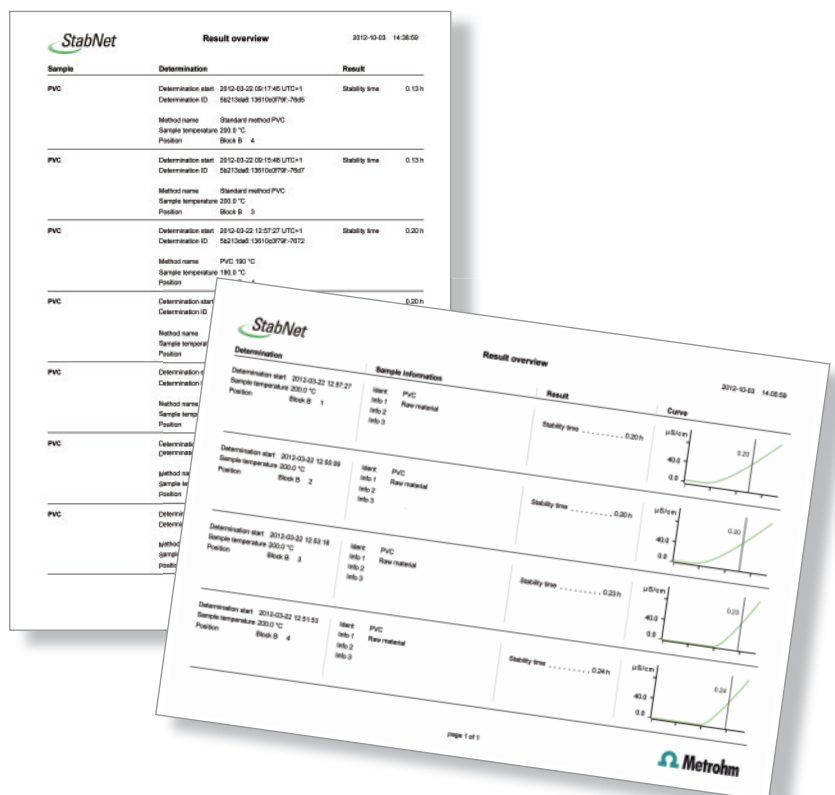 StabNet Result overview 2012-10-03 14:38:59
Sample Determination Result
PVC Determination start 2012-03-22 09:17:45 UTC+1 Stability time 0.13 h
Determination ID 5b213da6:13610c0f79f:-76d5
Method name Standard method PVC
Sample temperature 200.0 °C
Position Block B 4
PVC Determination start 2012-03-22 09:15:48 UTC+1 Stability time 0.13 h
Determination ID 5b213da6:13610c0f79f:-76d7
Method name Standard method PVC
Sample temperature 200.0 °C
Position Block B 3
PVC Determination start 2012-03-22 12:57:27 UTC+1 Stability time 0.20 h
Determination ID 5b213da6:13610c0f79f:-7672
Method name PVC 190 °C
Sample temperature 190.0 °C
Position
PVC Determination start 0.20 h
Determination ID
Method name
Position
PVC
Position
PVC
PVC
StabNet Result overview 2012-10-03 14:05:59
Determination Sample information Result Curve
Determination start 2012-03-22 12:57:27 Ident PVC Stability time 0.20 h µS/cm 0.20
Sample temperature 200.0 °C Info 1 Raw material 40.0
Position Block B 1 Info 2 0.0
Info 3
Determination start 2012-03-22 12:55:09 Ident PVC Stability time 0.20 h µS/cm 0.20
Sample temperature 200.0 °C Info 1 Raw material 40.0
Position Block B 2 Info 2 0.0
Info 3
Determination start 2012-03-22 12:53:18 Ident PVC Stability time 0.23 h µS/cm 0.23
Sample temperature 200.0 °C Info 1 Raw material 40.0
Position Block B 3 Info 2 0.0
Info 3
Determination start 2012-03-22 12:51:53 Ident PVC Stability time 0.24 h µS/cm 0.24
Sample temperature 200.0 °C Info 1 Raw material 40.0
Position Block B 4 Info 2 0.0
Info 3
page 1 of 1
Metrohm